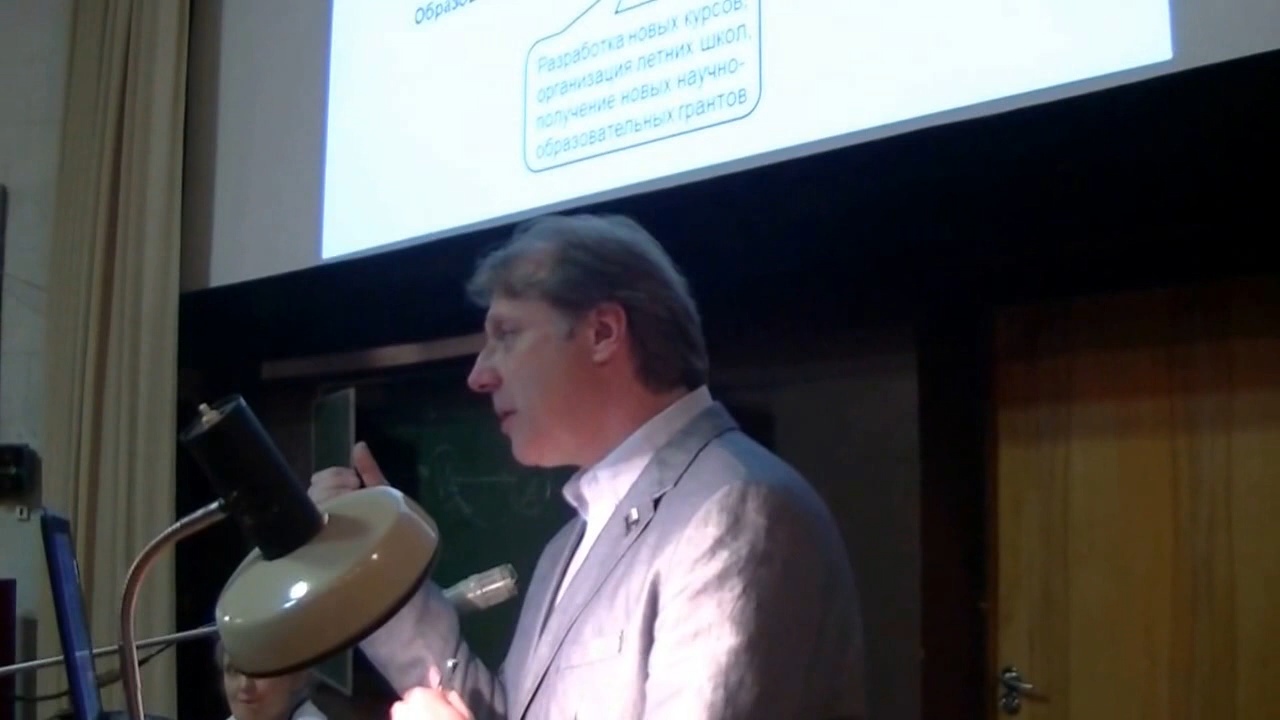 Разработка новых курсов,
организация летних школ,
получение новых научно-
образовательных грантов